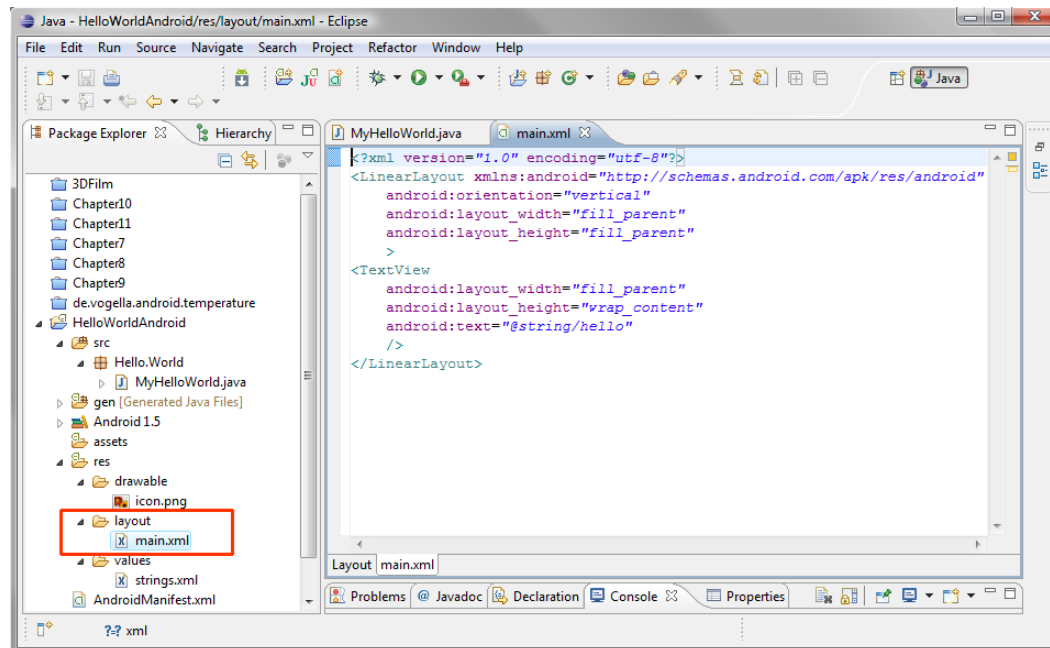 Java - HelloWorldAndroid/res/layout/main.xml - Eclipse
File Edit Run Source Navigate Search Project Refactor Window Help
Java
Package Explorer Hierarchy
3DFilm
Chapter10
Chapter11
Chapter7
Chapter8
Chapter9
de.vogella.android.temperature
HelloWorldAndroid
src
Hello.World
MyHelloWorld.java
gen [Generated Java Files]
Android 1.5
assets
res
drawable
icon.png
layout
main.xml
values
strings.xml
AndroidManifest.xml
MyHelloWorld.java main.xml
<?xml version="1.0" encoding="utf-8"?>
<LinearLayout xmlns:android="http://schemas.android.com/apk/res/android"
android:orientation="vertical"
android:layout_width="fill_parent"
android:layout_height="fill_parent"
>
<TextView
android:layout_width="fill_parent"
android:layout_height="wrap_content"
android:text="@string/hello"
/>
</LinearLayout>
Layout main.xml
Problems @ Javadoc Declaration Console Properties
?=? xml